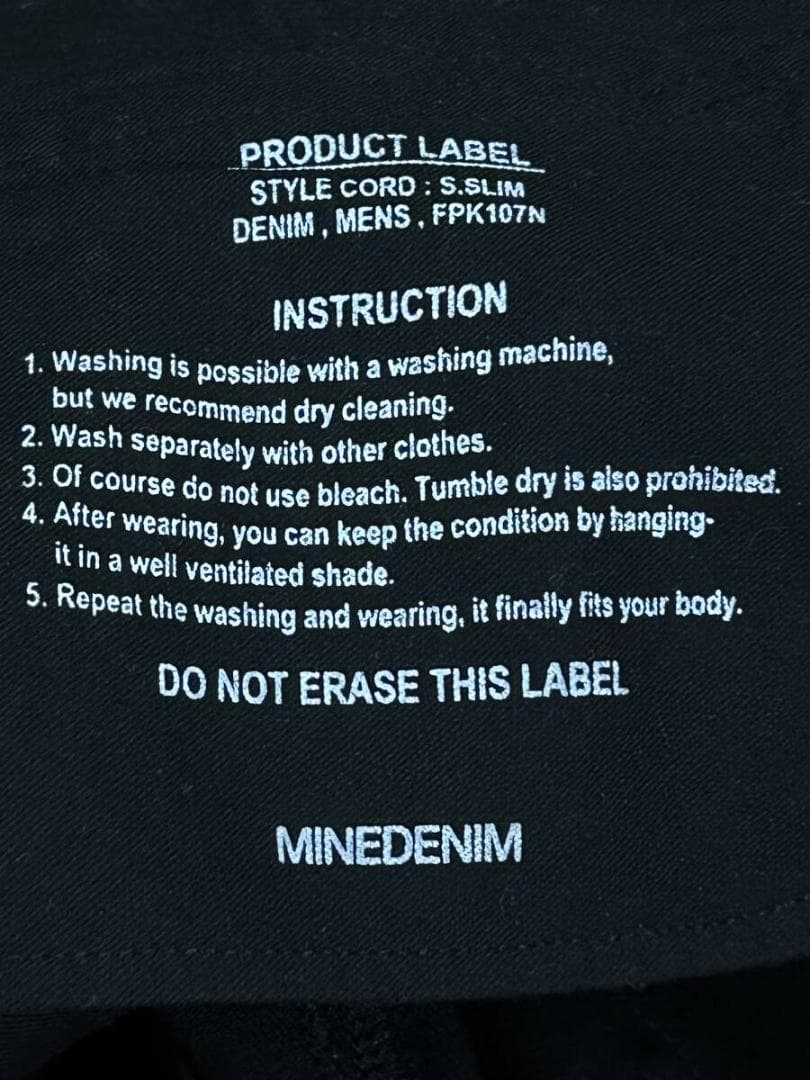 PRODUCT LABEL
STYLE CORD : S.SLIM
DENIM , MENS , FPK107N
INSTRUCTION
1. Washing is possible with a washing machine,
but we recommend dry cleaning.
2. Wash separately with other clothes.
3. Of course do not use bleach. Tumble dry is also prohibited.
4. After wearing, you can keep the condition by hanging-
it in a well ventilated shade.
5. Repeat the washing and wearing, it finally fits your body.
DO NOT ERASE THIS LABEL
MINEDENIM